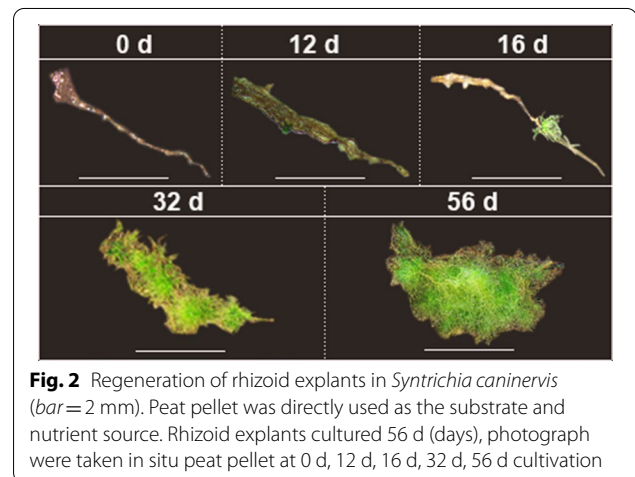 0 d 12 d 16 d
32 d 56 d
Fig. 2 Regeneration of rhizoid explants in Syntrichia caninervis
(bar = 2 mm). Peat pellet was directly used as the substrate and
nutrient source. Rhizoid explants cultured 56 d (days), photograph
were taken in situ peat pellet at 0 d, 12 d, 16 d, 32 d, 56 d cultivation